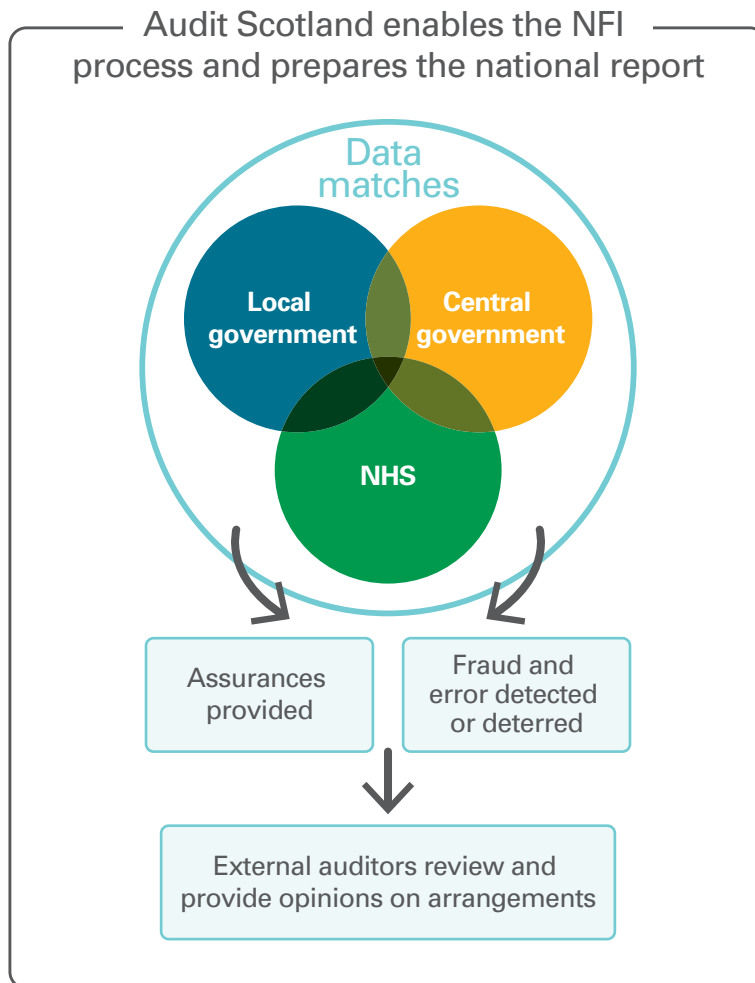 Audit Scotland enables the NFI
process and prepares the national report
Data
matches
Local
government
Central
government
NHS
Assurances
provided
Fraud and
error detected
or deterred
External auditors review and
provide opinions on arrangements